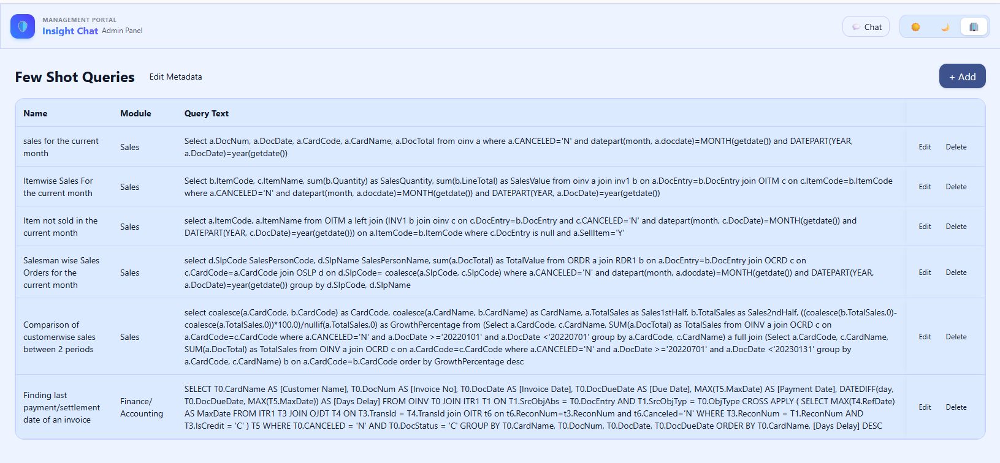 MANAGEMENT PORTAL
Insight Chat Admin Panel
Chat
Few Shot Queries
Edit Metadata
+ Add
Name
Module
Query Text
sales for the current
month
Sales
Select a.DocNum, a.DocDate, a.CardCode, a.CardName, a.DocTotal from oinv a where a.CANCELED='N' and datepart(month, a.docdate)=MONTH(getdate()) and DATEPART(YEAR,
a.DocDate)=year(getdate())
Edit
Delete
Itemwise Sales For
the current month
Sales
Select b.ItemCode, c.ItemName, sum(b.Quantity) as SalesQuantity, sum(b.LineTotal) as SalesValue from oinv a join inv1 b on a.DocEntry=b.DocEntry join OITM c on c.ItemCode=b.ItemCode
where a.CANCELED='N' and datepart(month, a.docdate)=MONTH(getdate()) and DATEPART(YEAR, a.DocDate)=year(getdate())
Edit
Delete
Item not sold in the
current month
Sales
select a.ItemCode, a.ItemName from OITM a left join (INV1 b join oinv c on c.DocEntry=b.DocEntry and c.CANCELED='N' and datepart(month, c.DocDate)=MONTH(getdate()) and
DATEPART(YEAR, c.DocDate)=year(getdate())) on a.ItemCode=b.ItemCode where c.DocEntry is null and a.SellItem='Y'
Edit
Delete
Salesman wise Sales
Orders for the
current month
Sales
select d.SlpCode SalesPersonCode, d.SlpName SalesPersonName, sum(a.DocTotal) as TotalValue from ORDR a join RDR1 b on a.DocEntry=b.DocEntry join OCRD c on
c.CardCode=a.CardCode join OSLP d on d.SlpCode= coalesce(a.SlpCode, c.SlpCode) where a.CANCELED='N' and datepart(month, a.docdate)=MONTH(getdate()) and DATEPART(YEAR,
a.DocDate)=year(getdate()) group by d.SlpCode, d.SlpName
Edit
Delete
Comparison of
customerwise sales
between 2 periods
Sales
select coalesce(a.CardCode, b.CardCode) as CardCode, coalesce(a.CardName, b.CardName) as CardName, a.TotalSales as Sales1stHalf, b.TotalSales as Sales2ndHalf, ((coalesce(b.TotalSales,0)-
coalesce(a.TotalSales,0))*100.0)/nullif(a.TotalSales,0) as GrowthPercentage from (Select a.CardCode, c.CardName, SUM(a.DocTotal) as TotalSales from OINV a join OCRD c on
a.CardCode=c.CardCode where a.CANCELED='N' and a.DocDate >='20220101' and a.DocDate <'20220701' group by a.CardCode, c.CardName) a full join (Select a.CardCode, c.CardName,
SUM(a.DocTotal) as TotalSales from OINV a join OCRD c on a.CardCode=c.CardCode where a.CANCELED='N' and a.DocDate >='20220701' and a.DocDate <'20230131' group by
a.CardCode, c.CardName) b on a.CardCode=b.CardCode order by GrowthPercentage desc
Edit
Delete
Finding last
payment/settlement
date of an invoice
Finance/
Accounting
SELECT T0.CardName AS [Customer Name], T0.DocNum AS [Invoice No], T0.DocDate AS [Invoice Date], T0.DocDueDate AS [Due Date], MAX(T5.MaxDate) AS [Payment Date], DATEDIFF(day,
T0.DocDueDate, MAX(T5.MaxDate)) AS [Days Delay] FROM OINV T0 JOIN ITR1 T1 ON T1.SrcObjAbs = T0.DocEntry AND T1.SrcObjTyp = T0.ObjType CROSS APPLY ( SELECT MAX(T4.RefDate)
AS MaxDate FROM ITR1 T3 JOIN OJDT T4 ON T3.TransId = T4.TransId join OITR t6 on t6.ReconNum=t3.ReconNum and t6.Canceled='N' WHERE T3.ReconNum = T1.ReconNum AND
T3.IsCredit = 'C' ) T5 WHERE T0.CANCELED = 'N' AND T0.DocStatus = 'C' GROUP BY T0.CardName, T0.DocNum, T0.DocDate, T0.DocDueDate ORDER BY T0.CardName, [Days Delay] DESC
Edit
Delete